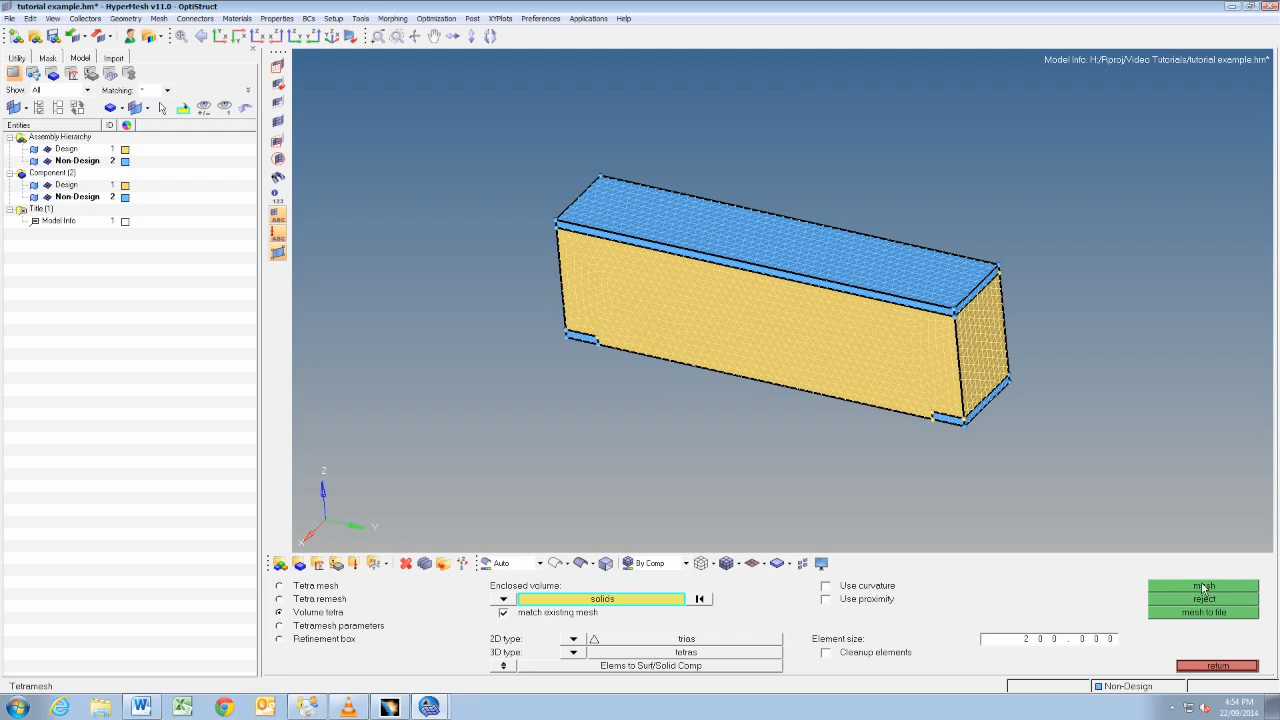 tutorial example.hm* - HyperMesh v11.0 - OptiStruct
File Edit View Collectors Geometry Mesh Connectors Materials Properties BCs Setup Tools Morphing Optimization Post XYPlots Preferences Applications Help
Utility Mask Model Import
Show: All Matching: *
Entities ID
Assembly Hierarchy
Design 1
Non-Design 2
Component (2)
Design 1
Non-Design 2
Title (1)
Model Info 1
123
ABC
ABC
Model Info: H:/Rproj/Video Tutorials/tutorial example.hm*
Z
Y
X
Auto By Comp
Tetra mesh
Tetra remesh
Volume tetra
Tetramesh parameters
Refinement box
Enclosed volume:
solids
match existing mesh
2D type: trias
3D type: tetras
Elems to Surf/Solid Comp
Use curvature
Use proximity
Element size: 200.000
Cleanup elements
mesh
reject
mesh to file
return
Tetramesh
Non-Design
4:54 PM
22/09/2014